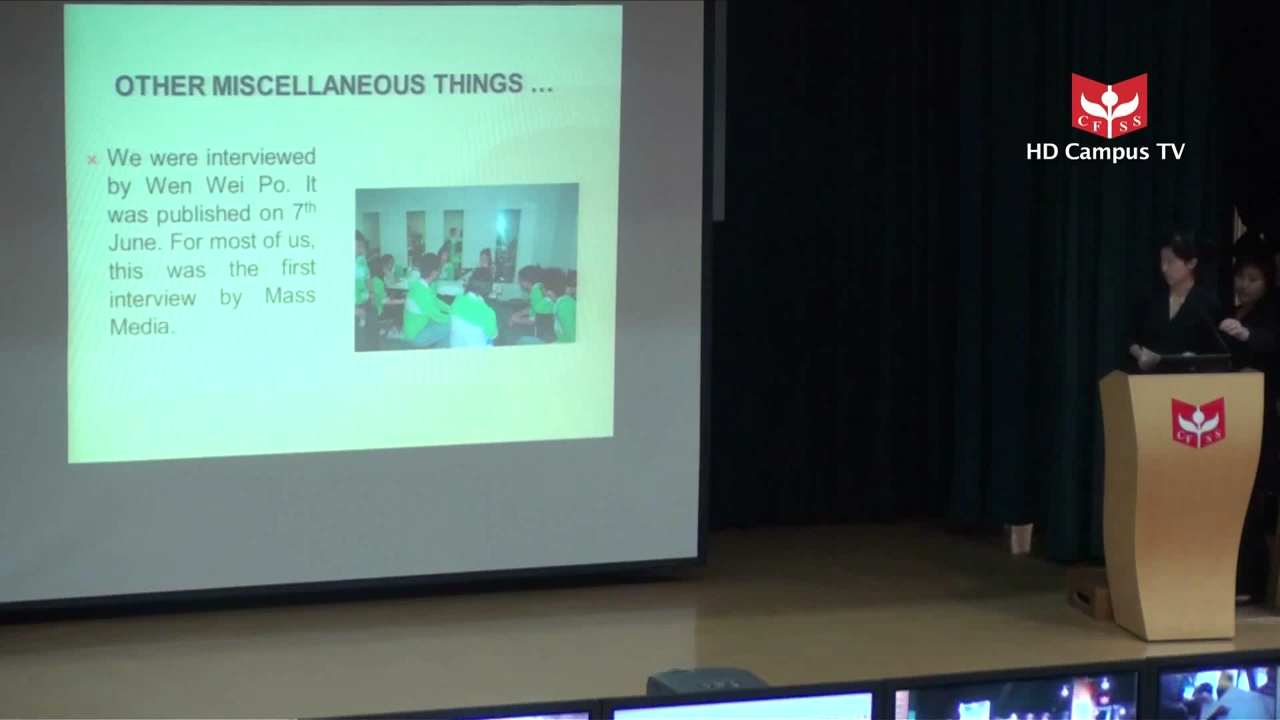 OTHER MISCELLANEOUS THINGS ...
We were interviewed
by Wen Wei Po. It
was published on 7th
June. For most of us,
this was the first
interview by Mass
Media.
CFSS
HD Campus TV
CFSS